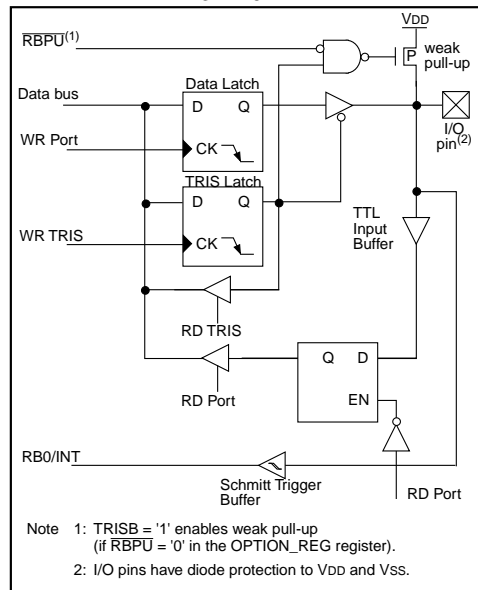 RBPU(1)
VDD
weak
pull-up
P
Data Latch
Data bus
D Q
WR Port
CK
I/O
pin(2)
TRIS Latch
D Q
WR TRIS
CK
TTL
Input
Buffer
RD TRIS
Q D
EN
RD Port
RB0/INT
Schmitt Trigger
Buffer
RD Port
Note 1: TRISB = '1' enables weak pull-up
(if RBPU = '0' in the OPTION_REG register).
2: I/O pins have diode protection to VDD and VSS.